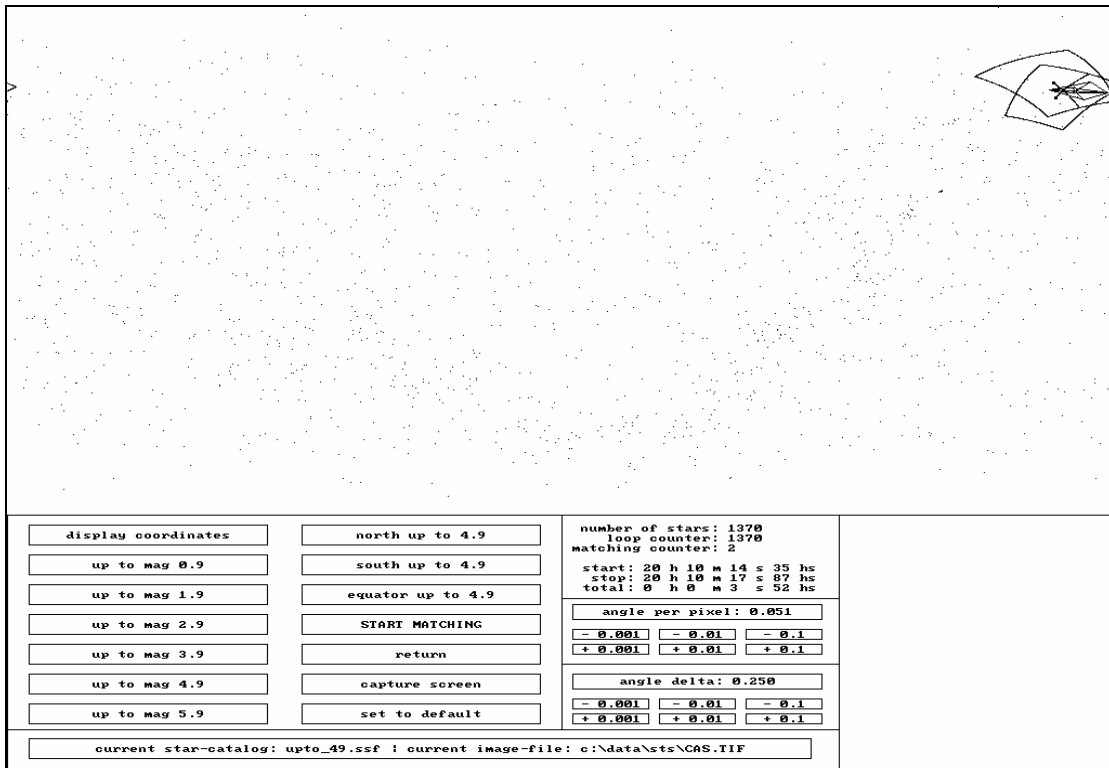 display coordinates
up to mag 0.9
up to mag 1.9
up to mag 2.9
up to mag 3.9
up to mag 4.9
up to mag 5.9
north up to 4.9
south up to 4.9
equator up to 4.9
START MATCHING
return
capture screen
set to default
number of stars: 1370
loop counter: 1370
matching counter: 2
start: 20 h 10 m 14 s 35 hs
stop: 20 h 10 m 17 s 87 hs
total: 0 h 0 m 3 s 52 hs
angle per pixel: 0.051
- 0.001 - 0.01 - 0.1
+ 0.001 + 0.01 + 0.1
angle delta: 0.250
- 0.001 - 0.01 - 0.1
+ 0.001 + 0.01 + 0.1
current star-catalog: upto_49.ssf ¦ current image-file: c:\data\sts\CAS.TIF